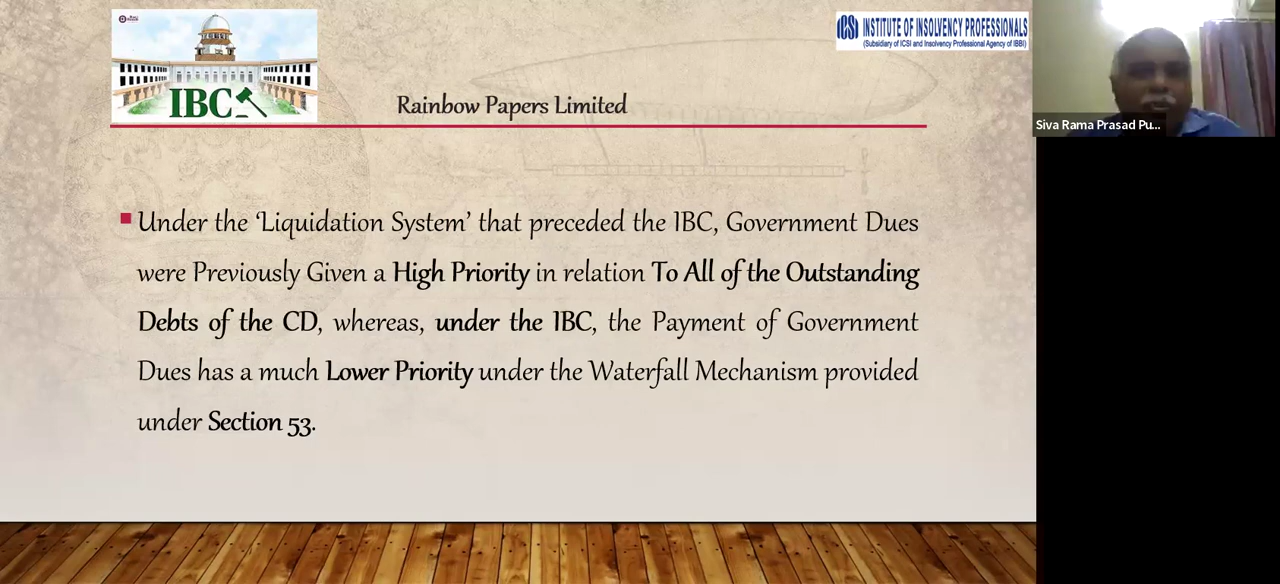 IBC
ICSI INSTITUTE OF INSOLVENCY PROFESSIONALS
(Subsidiary of ICSI and Insolvency Professional Agency of IBBI)
Rainbow Papers Limited
Siva Rama Prasad Pu...
Under the ‘Liquidation System’ that preceded the IBC, Government Dues
were Previously Given a High Priority in relation To All of the Outstanding
Debts of the CD, whereas, under the IBC, the Payment of Government
Dues has a much Lower Priority under the Waterfall Mechanism provided
under Section 53.